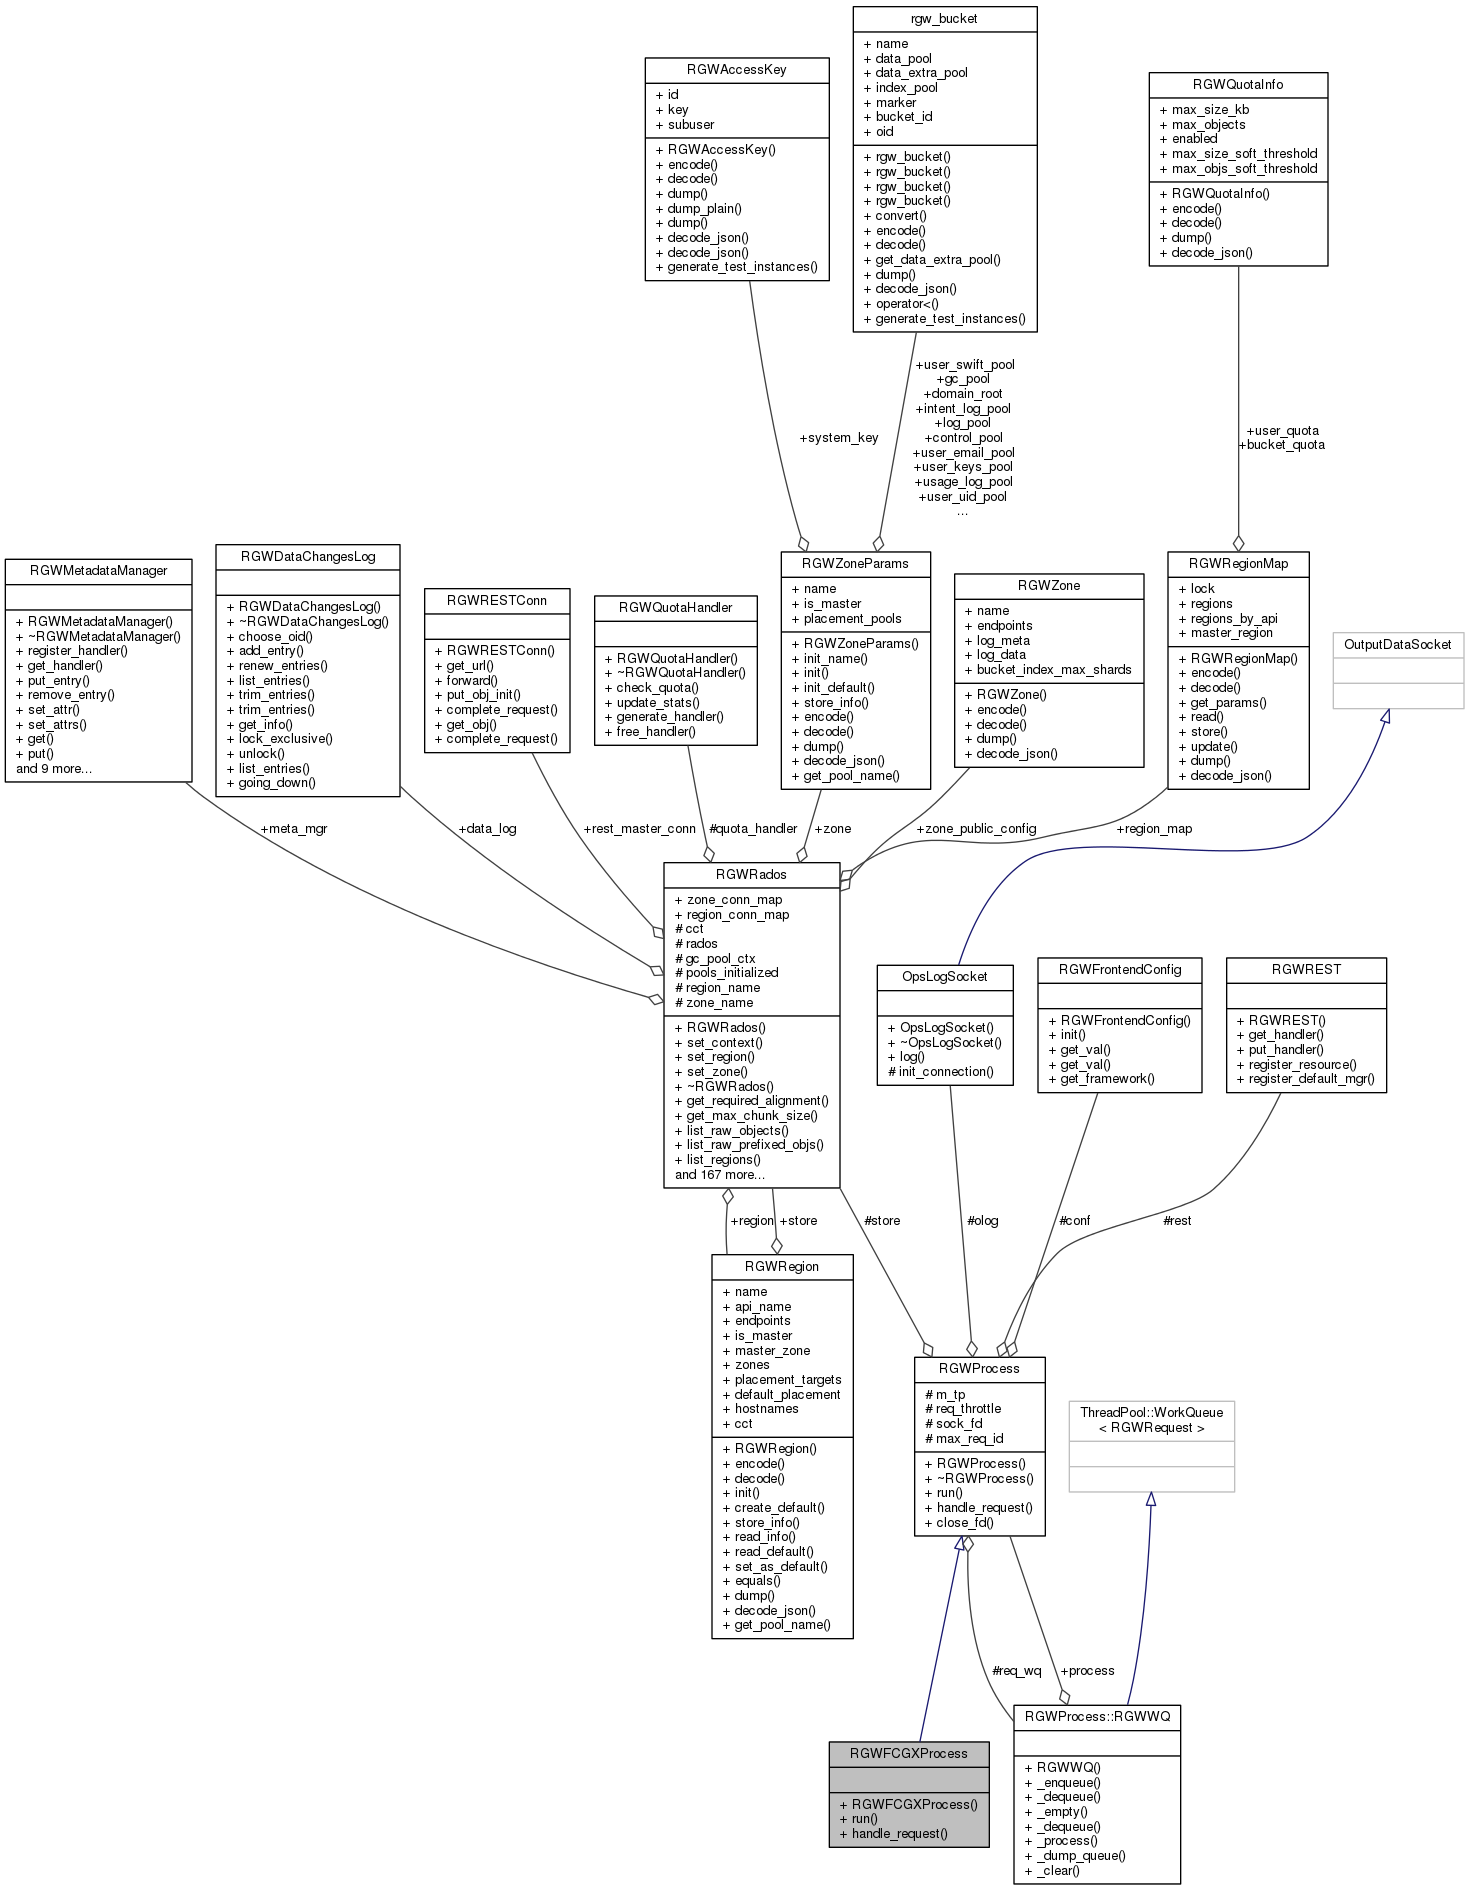 rgw_bucket
+ name
+ data_pool
+ data_extra_pool
+ index_pool
+ marker
+ bucket_id
+ oid
+ rgw_bucket()
+ rgw_bucket()
+ rgw_bucket()
+ rgw_bucket()
+ convert()
+ encode()
+ decode()
+ get_data_extra_pool()
+ dump()
+ decode_json()
+ operator<()
+ generate_test_instances()
RGWAccessKey
+ id
+ key
+ subuser
+ RGWAccessKey()
+ encode()
+ decode()
+ dump()
+ dump_plain()
+ dump()
+ decode_json()
+ decode_json()
+ generate_test_instances()
RGWQuotaInfo
+ max_size_kb
+ max_objects
+ enabled
+ max_size_soft_threshold
+ max_objs_soft_threshold
+ RGWQuotaInfo()
+ encode()
+ decode()
+ dump()
+ decode_json()
+system_key
+user_swift_pool
+gc_pool
+domain_root
+intent_log_pool
+log_pool
+control_pool
+user_email_pool
+user_keys_pool
+usage_log_pool
+user_uid_pool
...
+user_quota
+bucket_quota
RGWMetadataManager
+ RGWMetadataManager()
+ ~RGWMetadataManager()
+ register_handler()
+ get_handler()
+ put_entry()
+ remove_entry()
+ set_attr()
+ set_attrs()
+ get()
+ put()
and 9 more...
RGWDataChangesLog
+ RGWDataChangesLog()
+ ~RGWDataChangesLog()
+ choose_oid()
+ add_entry()
+ renew_entries()
+ list_entries()
+ trim_entries()
+ trim_entries()
+ get_info()
+ lock_exclusive()
+ unlock()
+ list_entries()
+ going_down()
RGWRESTConn
+ RGWRESTConn()
+ get_url()
+ forward()
+ put_obj_init()
+ complete_request()
+ get_obj()
+ complete_request()
RGWQuotaHandler
+ RGWQuotaHandler()
+ ~RGWQuotaHandler()
+ check_quota()
+ update_stats()
+ generate_handler()
+ free_handler()
RGWZoneParams
+ name
+ is_master
+ placement_pools
+ RGWZoneParams()
+ init_name()
+ init()
+ init_default()
+ store_info()
+ encode()
+ decode()
+ dump()
+ decode_json()
+ get_pool_name()
RGWZone
+ name
+ endpoints
+ log_meta
+ log_data
+ bucket_index_max_shards
+ RGWZone()
+ encode()
+ decode()
+ dump()
+ decode_json()
RGWRegionMap
+ lock
+ regions
+ regions_by_api
+ master_region
+ RGWRegionMap()
+ encode()
+ decode()
+ get_params()
+ read()
+ store()
+ update()
+ dump()
+ decode_json()
OutputDataSocket
+meta_mgr
+data_log
+rest_master_conn
#quota_handler
+zone
+zone_public_config
+region_map
RGWRados
+ zone_conn_map
+ region_conn_map
# cct
# rados
# gc_pool_ctx
# pools_initialized
# region_name
# zone_name
+ RGWRados()
+ set_context()
+ set_region()
+ set_zone()
+ ~RGWRados()
+ get_required_alignment()
+ get_max_chunk_size()
+ list_raw_objects()
+ list_raw_prefixed_objs()
+ list_regions()
and 167 more...
OpsLogSocket
+ OpsLogSocket()
+ ~OpsLogSocket()
+ log()
# init_connection()
RGWFrontendConfig
+ RGWFrontendConfig()
+ init()
+ get_val()
+ get_val()
+ get_framework()
RGWREST
+ RGWREST()
+ get_handler()
+ put_handler()
+ register_resource()
+ register_default_mgr()
+region
+store
#store
#olog
#conf
#rest
RGWRegion
+ name
+ api_name
+ endpoints
+ is_master
+ master_zone
+ zones
+ placement_targets
+ default_placement
+ hostnames
+ cct
+ RGWRegion()
+ encode()
+ decode()
+ init()
+ create_default()
+ store_info()
+ read_info()
+ read_default()
+ set_as_default()
+ equals()
+ dump()
+ decode_json()
+ get_pool_name()
RGWProcess
# m_tp
# req_throttle
# sock_fd
# max_req_id
+ RGWProcess()
+ ~RGWProcess()
+ run()
+ handle_request()
+ close_fd()
ThreadPool::WorkQueue
< RGWRequest >
#req_wq
+process
RGWFCGXProcess
+ RGWFCGXProcess()
+ run()
+ handle_request()
RGWProcess::RGWWQ
+ RGWWQ()
+ _enqueue()
+ _dequeue()
+ _empty()
+ _dequeue()
+ _process()
+ _dump_queue()
+ _clear()